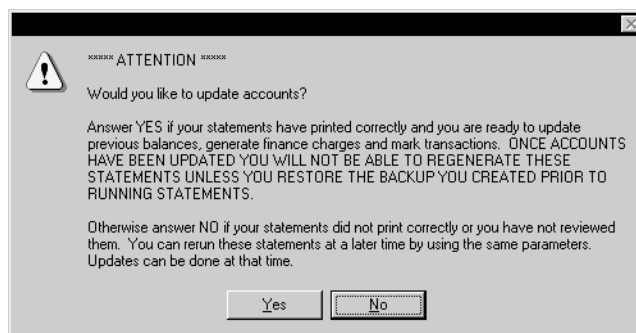 ***** ATTENTION *****
Would you like to update accounts?
Answer YES if your statements have printed correctly and you are ready to update
previous balances, generate finance charges and mark transactions.  ONCE ACCOUNTS
HAVE BEEN UPDATED YOU WILL NOT BE ABLE TO REGENERATE THESE
STATEMENTS UNLESS YOU RESTORE THE BACKUP YOU CREATED PRIOR TO
RUNNING STATEMENTS.
Otherwise answer NO if your statements did not print correctly or you have not reviewed
them.  You can rerun these statements at a later time by using the same parameters.
Updates can be done at that time.
Yes No